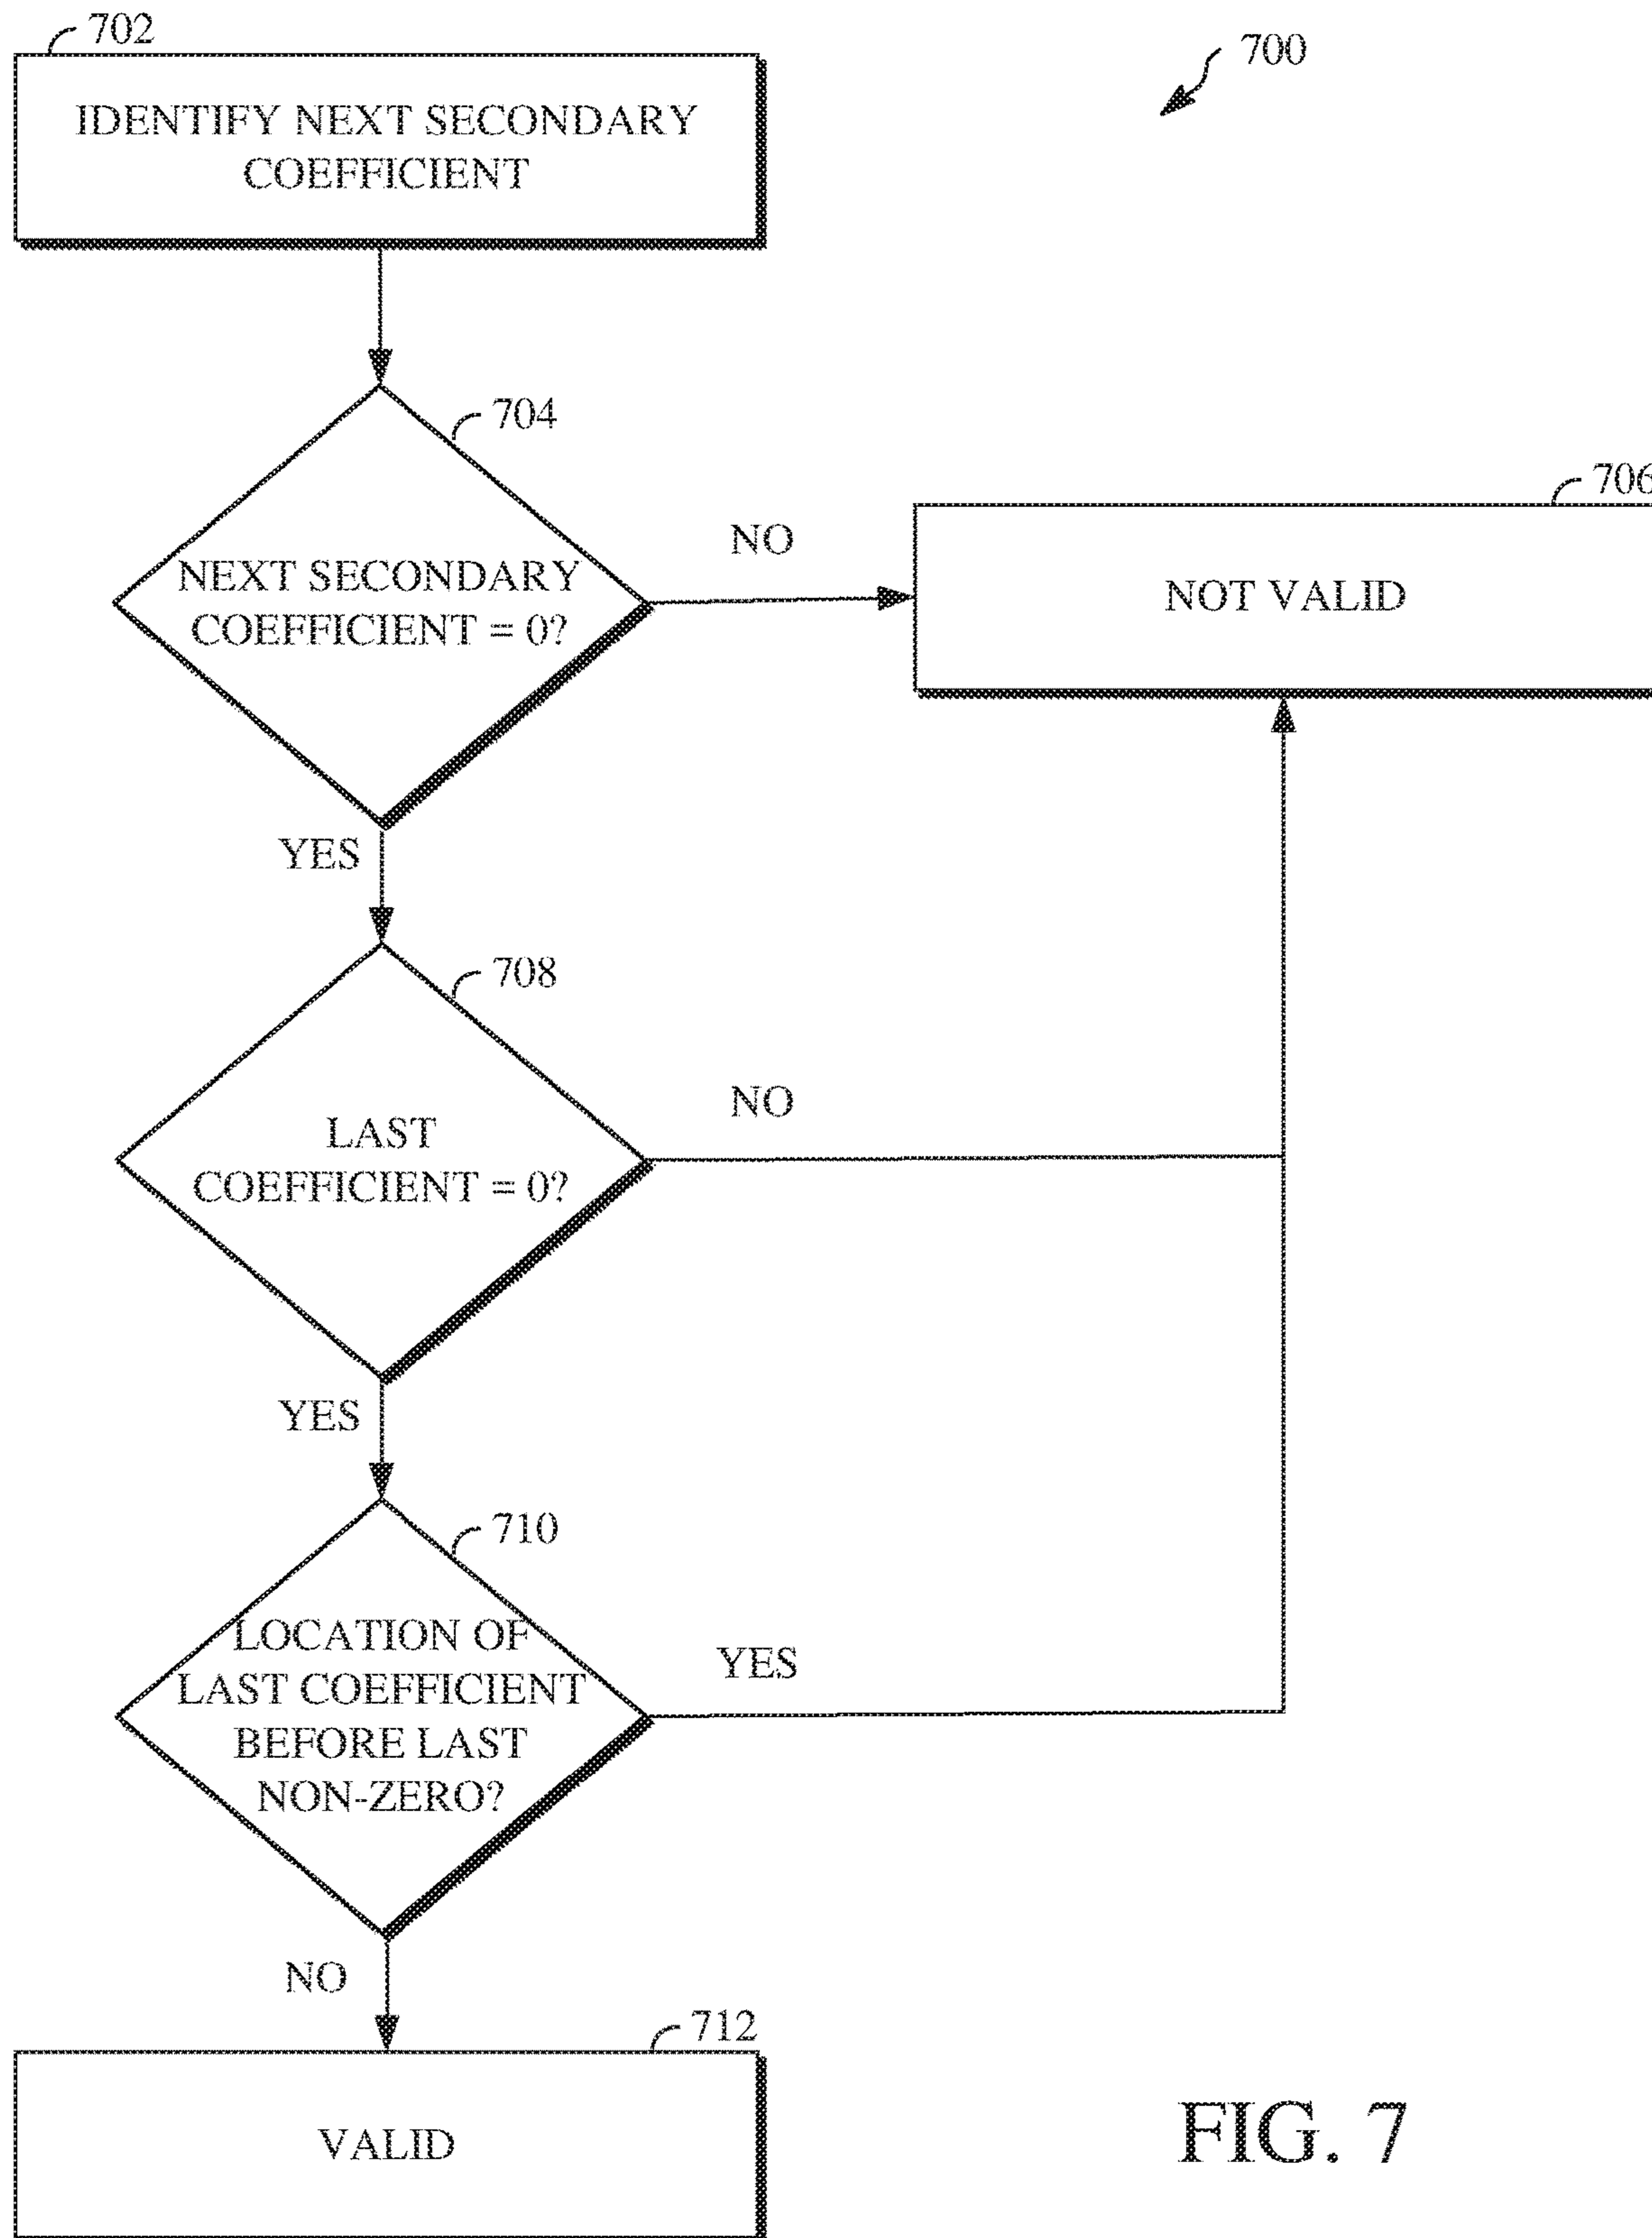 702
700
IDENTIFY NEXT SECONDARY
COEFFICIENT
704
NEXT SECONDARY
COEFFICIENT = 0?
NO
706
NOT VALID
YES
708
LAST
COEFFICIENT = 0?
NO
YES
710
LOCATION OF
LAST COEFFICIENT
BEFORE LAST
NON-ZERO?
YES
NO
712
VALID
FIG. 7